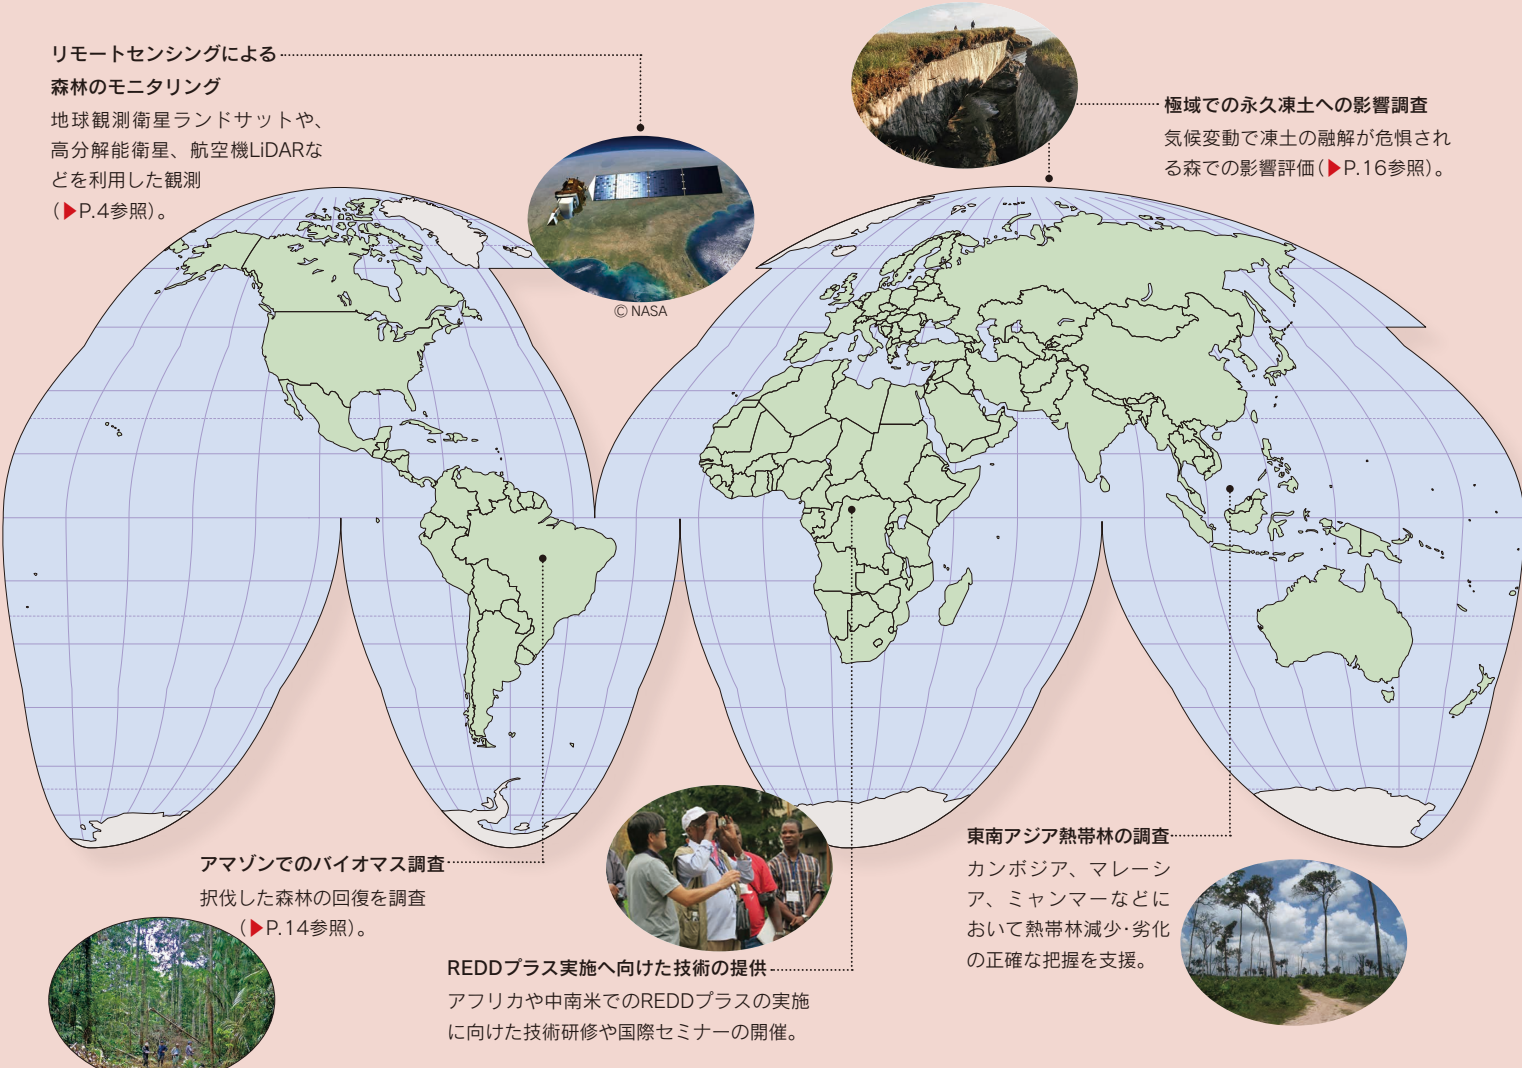 リモートセンシングによる
森林のモニタリング
地球観測衛星ランドサットや、
高分解能衛星、航空機LiDARな
どを利用した観測
（▶P.4参照）。
© NASA
極域での永久凍土への影響調査
気候変動で凍土の融解が危惧され
る森での影響評価（▶P.16参照）。
アマゾンでのバイオマス調査
択伐した森林の回復を調査
（▶P.14参照）。
REDDプラス実施へ向けた技術の提供
アフリカや中南米でのREDDプラスの実施
に向けた技術研修や国際セミナーの開催。
東南アジア熱帯林の調査
カンボジア、マレーシ
ア、ミャンマーなどに
おいて熱帯林減少・劣化
の正確な把握を支援。